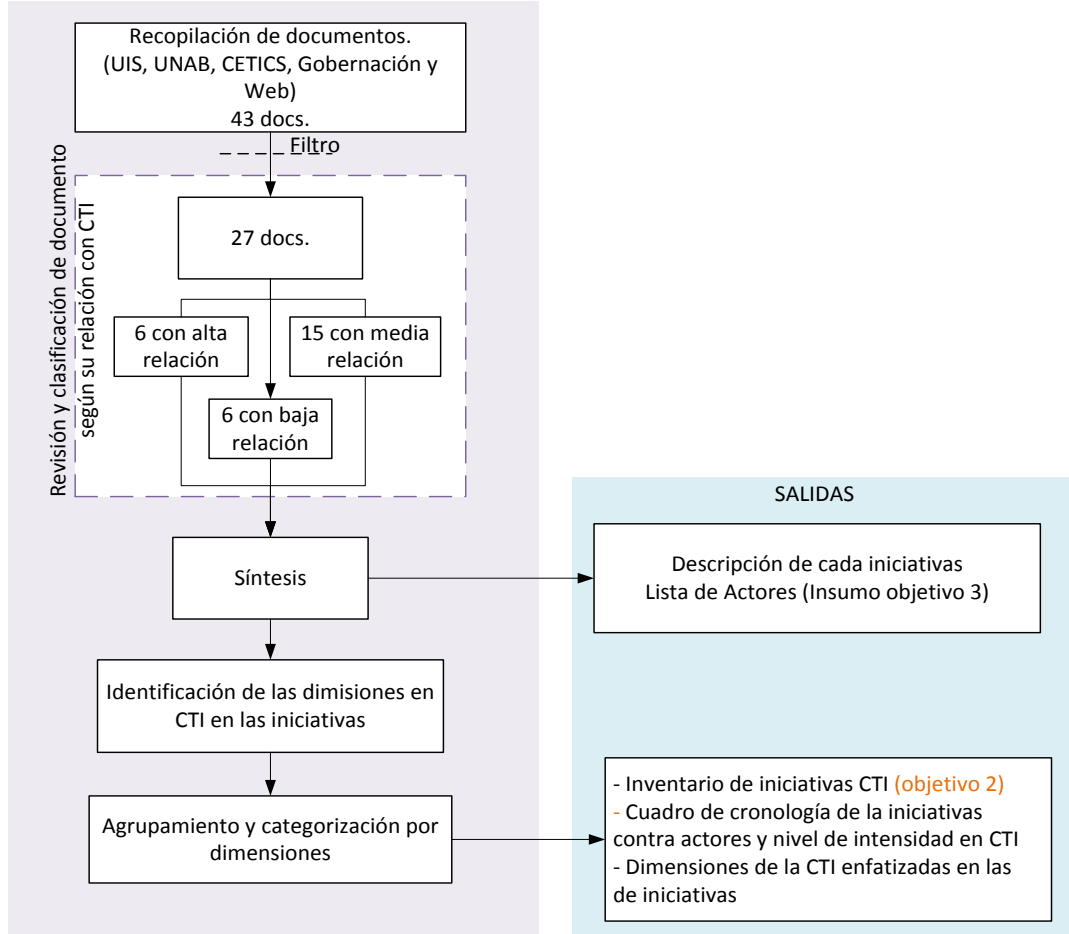 Recopilación de documentos.
(UIS, UNAB, CETICS, Gobernación y
Web)
43 docs.
Filtro
Revisión y clasificación de documento
según su relación con CTI
27 docs.
6 con alta
relación
15 con media
relación
6 con baja
relación
SALIDAS
Síntesis
Descripción de cada iniciativas
Lista de Actores (Insumo objetivo 3)
Identificación de las dimisiones en
CTI en las iniciativas
Agrupamiento y categorización por
dimensiones
- Inventario de iniciativas CTI (objetivo 2)
- Cuadro de cronología de la iniciativas
contra actores y nivel de intensidad en CTI
- Dimensiones de la CTI enfatizadas en las
de iniciativas